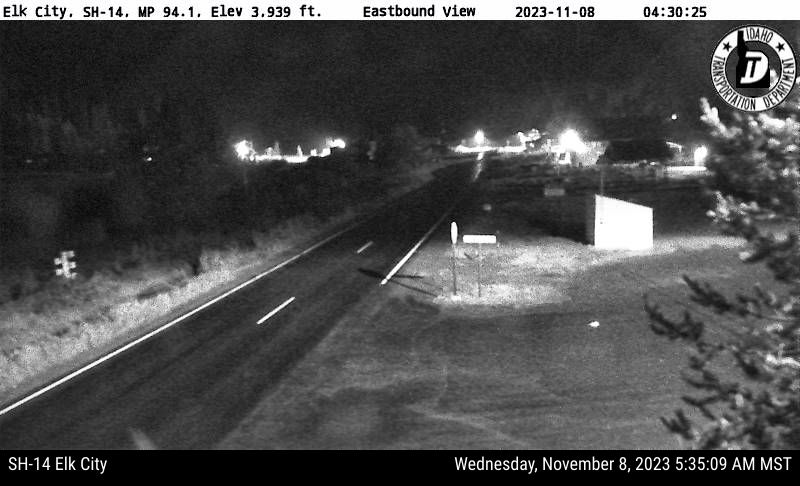 Elk City, SH-14, MP 94.1, Elev 3,939 ft. Eastbound View 2023-11-08 04:30:25
IDAHO
TRANSPORTATION DEPARTMENT
SH-14 Elk City Wednesday, November 8, 2023 5:35:09 AM MST